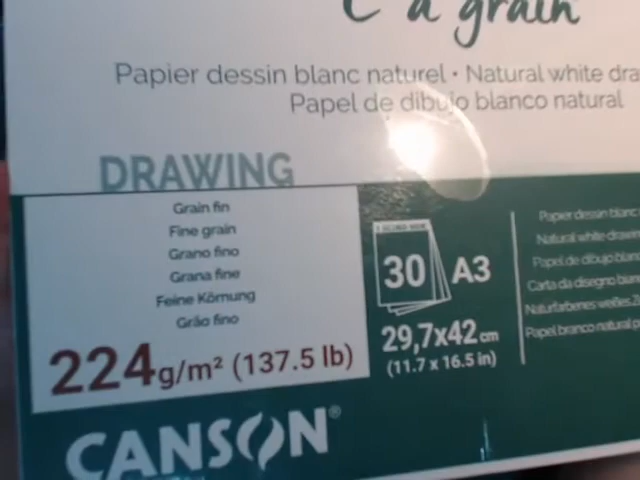 "C" à grain
Papier dessin blanc naturel • Natural white dra
Papel de dibujo blanco natural
DRAWING
Grain fin
Fine grain
Grano fino
Grana fine
Feine Körnung
Grão fino
224g/m² (137.5 lb)
30 A3
29,7x42cm
(11.7 x 16.5 in)
Papier dessin blanc
Natural white drawin
Papel de dibujo blanc
Carta da disegno bian
Naturfarbenes weißes
Papel branco natural p
CANSON®